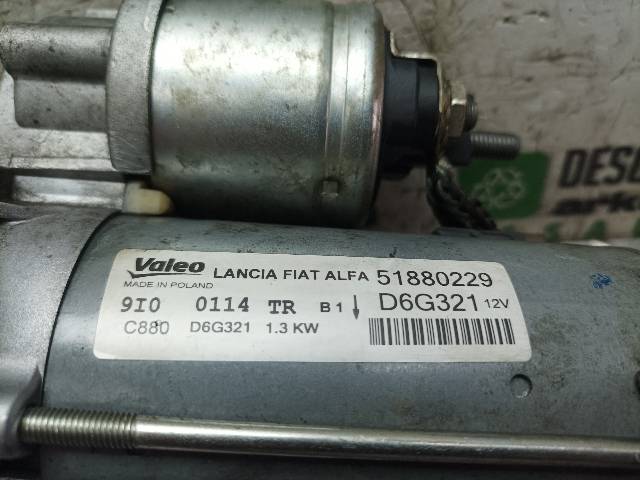 Valeo LANCIA FIAT ALFA 51880229
MADE IN POLAND
9I0 0114 TR B1 D6G321 12V
C880 D6G321 1.3 KW